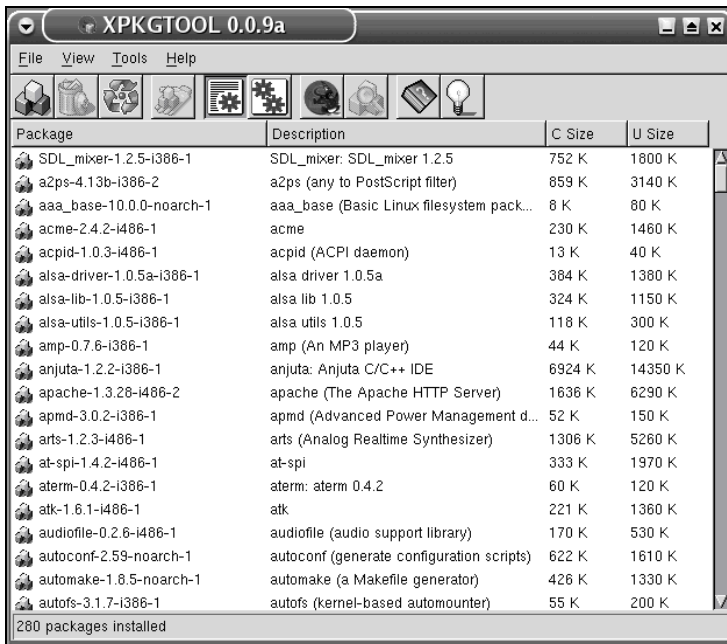 XPKGTOOL 0.0.9a
File View Tools Help
Package Description C Size U Size
SDL_mixer-1.2.5-i386-1 SDL_mixer: SDL_mixer 1.2.5 752 K 1800 K
a2ps-4.13b-i386-2 a2ps (any to PostScript filter) 859 K 3140 K
aaa_base-10.0.0-noarch-1 aaa_base (Basic Linux filesystem pack... 8 K 80 K
acme-2.4.2-i486-1 acme 230 K 1460 K
acpid-1.0.3-i486-1 acpid (ACPI daemon) 13 K 40 K
alsa-driver-1.0.5a-i386-1 alsa driver 1.0.5a 384 K 1380 K
alsa-lib-1.0.5-i386-1 alsa lib 1.0.5 324 K 1150 K
alsa-utils-1.0.5-i386-1 alsa utils 1.0.5 118 K 300 K
amp-0.7.6-i386-1 amp (An MP3 player) 44 K 120 K
anjuta-1.2.2-i386-1 anjuta: Anjuta C/C++ IDE 6924 K 14350 K
apache-1.3.28-i486-2 apache (The Apache HTTP Server) 1636 K 6290 K
apmd-3.0.2-i386-1 apmd (Advanced Power Management d... 52 K 150 K
arts-1.2.3-i486-1 arts (Analog Realtime Synthesizer) 1306 K 5260 K
at-spi-1.4.2-i486-1 at-spi 333 K 1970 K
aterm-0.4.2-i386-1 aterm: aterm 0.4.2 60 K 120 K
atk-1.6.1-i486-1 atk 221 K 1360 K
audiofile-0.2.6-i486-1 audiofile (audio support library) 170 K 530 K
autoconf-2.59-noarch-1 autoconf (generate configuration scripts) 622 K 1610 K
automake-1.8.5-noarch-1 automake (a Makefile generator) 426 K 1330 K
autofs-3.1.7-i386-1 autofs (kernel-based automounter) 55 K 200 K
280 packages installed